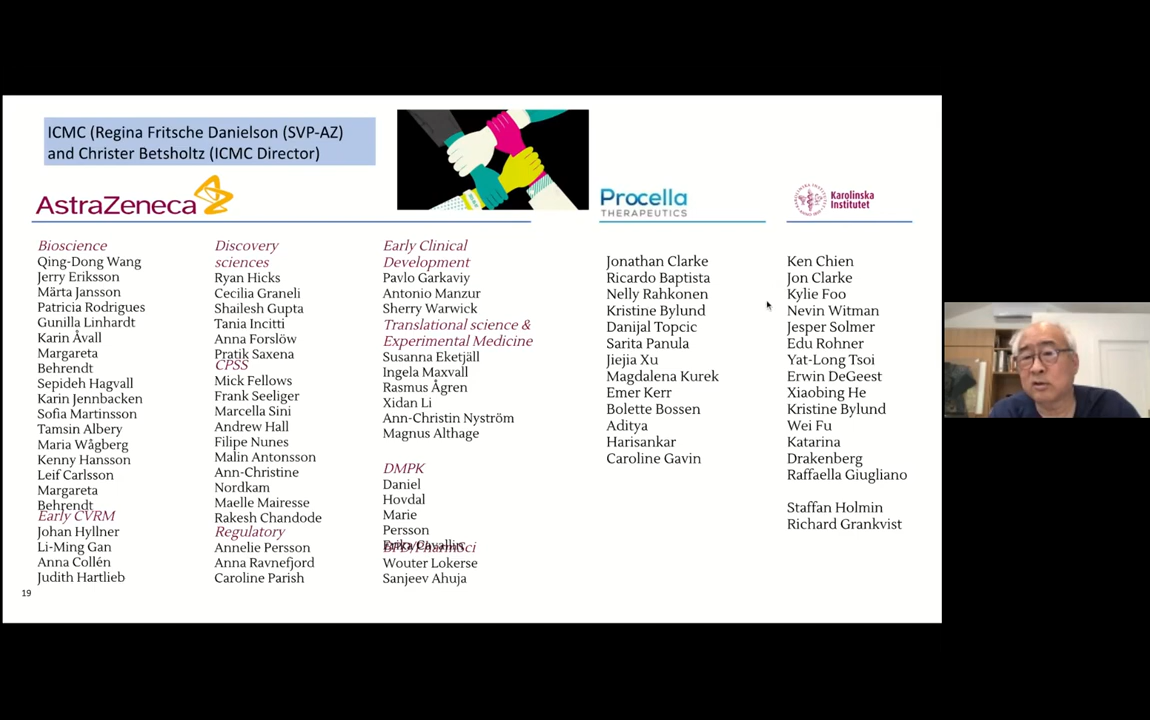 ICMC (Regina Fritsche Danielson (SVP-AZ)
and Christer Betsholtz (ICMC Director)
AstraZeneca
Bioscience
Qing-Dong Wang
Jerry Eriksson
Märta Jansson
Patricia Rodrigues
Gunilla Linhardt
Karin Åvall
Margareta
Behrendt
Sepideh Hagvall
Karin Jennbacken
Sofia Martinsson
Tamsin Albery
Maria Wågberg
Kenny Hansson
Leif Carlsson
Margareta
Behrendt
Early CVRM
Johan Hyllner
Li-Ming Gan
Anna Collén
Judith Hartlieb
Discovery
sciences
Ryan Hicks
Cecilia Graneli
Shailesh Gupta
Tania Incitti
Anna Forslöw
Pratik Saxena
CPSS
Mick Fellows
Frank Seeliger
Marcella Sini
Andrew Hall
Filipe Nunes
Malin Antonsson
Ann-Christine
Nordkam
Maelle Mairesse
Rakesh Chandode
Regulatory
Annelie Persson
Anna Ravnefjord
Caroline Parish
Early Clinical
Development
Pavlo Garkaviy
Antonio Manzur
Sherry Warwick
Translational science &
Experimental Medicine
Susanna Eketjäll
Ingela Maxvall
Rasmus Ågren
Xidan Li
Ann-Christin Nyström
Magnus Althage
DMPK
Daniel
Hovdal
Marie
Persson
Wouter Lokerse
Sanjeev Ahuja
Procella
THERAPEUTICS
Jonathan Clarke
Ricardo Baptista
Nelly Rahkonen
Kristine Bylund
Danijal Topcic
Sarita Panula
Jiejia Xu
Magdalena Kurek
Emer Kerr
Bolette Bossen
Aditya
Harisankar
Caroline Gavin
Karolinska
Institutet
Ken Chien
Jon Clarke
Kylie Foo
Nevin Witman
Jesper Solmer
Edu Rohner
Yat-Long Tsoi
Erwin DeGeest
Xiaobing He
Kristine Bylund
Wei Fu
Katarina
Drakenberg
Raffaella Giugliano
Staffan Holmin
Richard Grankvist
19